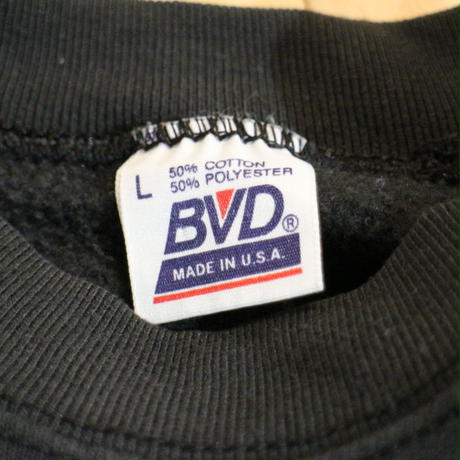 L
50% COTTON
50% POLYESTER
BVD®
MADE IN U.S.A.